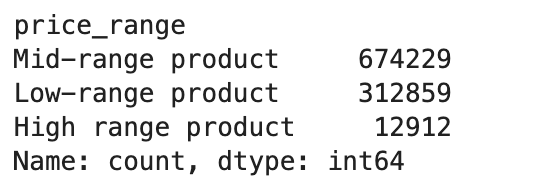 price_range
Mid-range product     674229
Low-range product     312859
High range product     12912
Name: count, dtype: int64